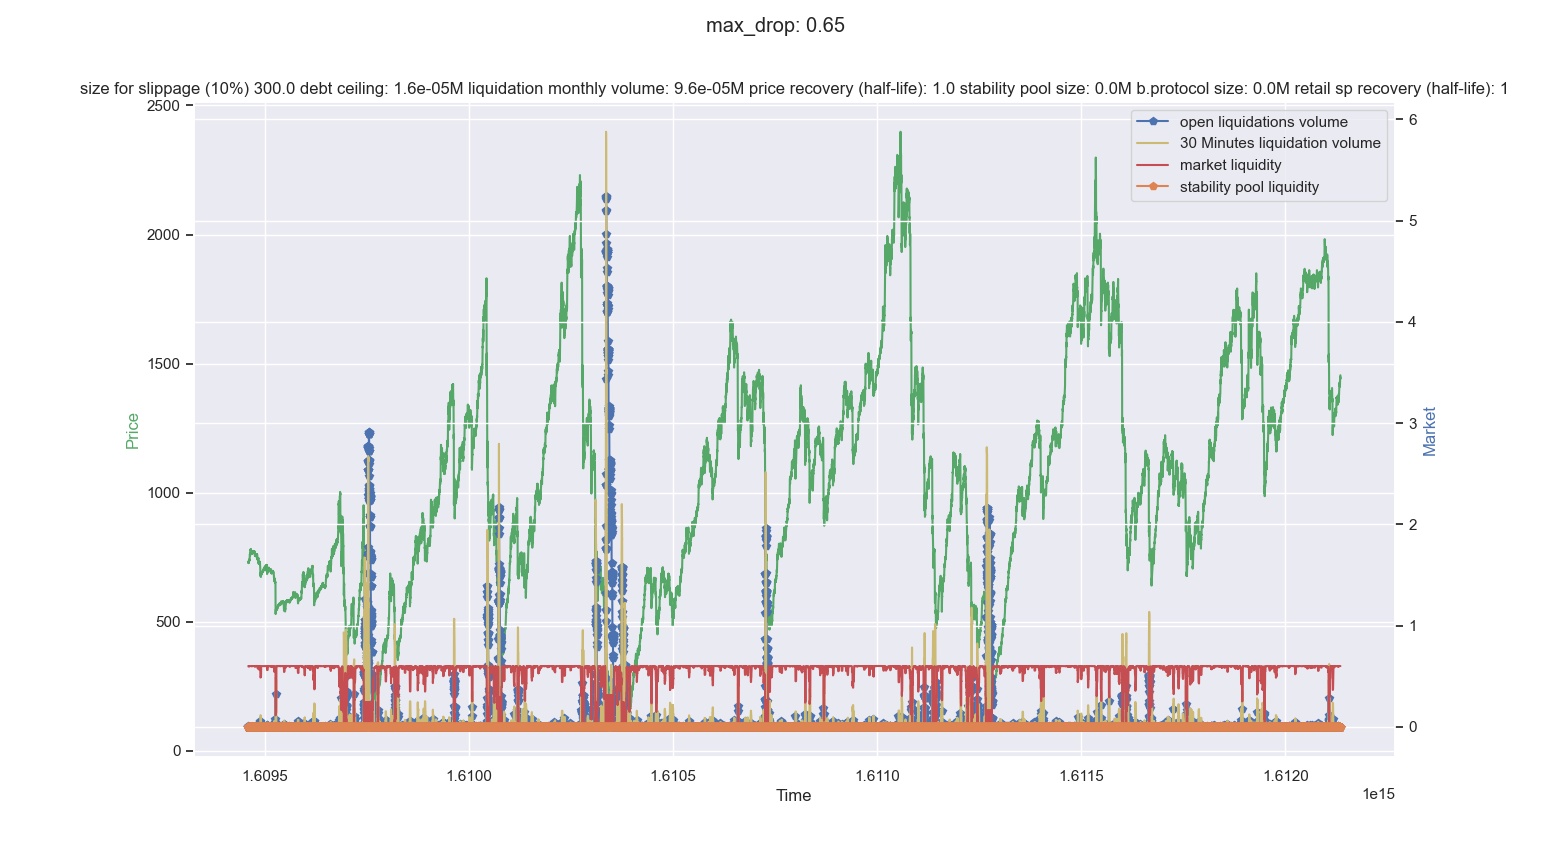 max_drop: 0.65
size for slippage (10%) 300.0 debt ceiling: 1.6e-05M liquidation monthly volume: 9.6e-05M price recovery (half-life): 1.0 stability pool size: 0.0M b.protocol size: 0.0M retail sp recovery (half-life): 1
open liquidations volume
30 Minutes liquidation volume
market liquidity
stability pool liquidity
2500
2000
1500
1000
500
0
Price
6
5
4
3
2
1
0
Market
1.6095 1.6100 1.6105 1.6110 1.6115 1.6120
1e15
Time